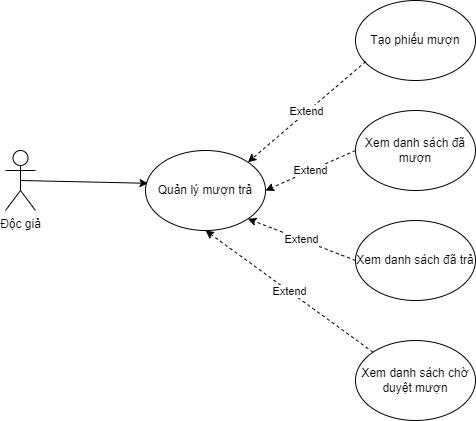 Tạo phiếu mượn
Extend
Xem danh sách đã
mượn
Extend
Quản lý mượn trả
Độc giả
Extend
Xem danh sách đã trả
Extend
Xem danh sách chờ
duyệt mượn